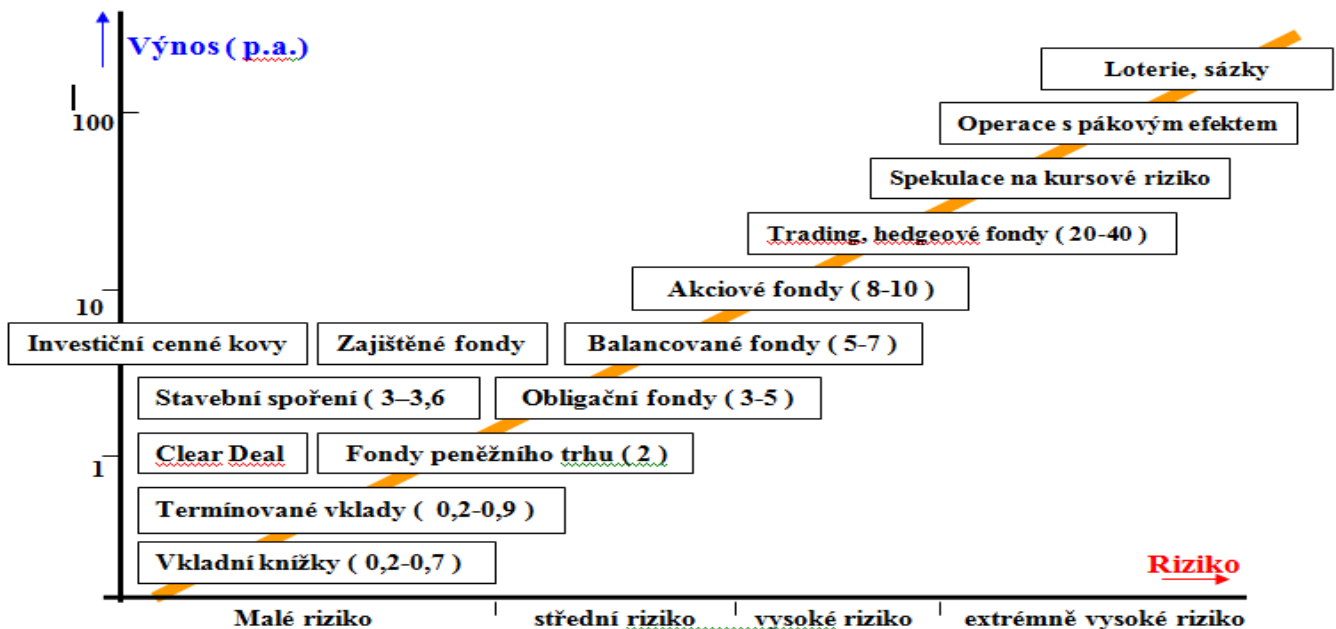 Výnos ( p.a.)
Loterie, sázky
100
Operace s pákovým efektem
Spekulace na kursové riziko
Trading, hedgeové fondy ( 20-40 )
Akciové fondy ( 8-10 )
10
Investiční cenné kovy
Zajištěné fondy
Balancované fondy ( 5-7 )
Stavební spoření ( 3–3,6
Obligační fondy ( 3-5 )
Clear Deal
Fondy peněžního trhu ( 2 )
1
Termínované vklady ( 0,2-0,9 )
Vkladní knížky ( 0,2-0,7 )
Riziko
Malé riziko
střední riziko
vysoké riziko
extrémně vysoké riziko